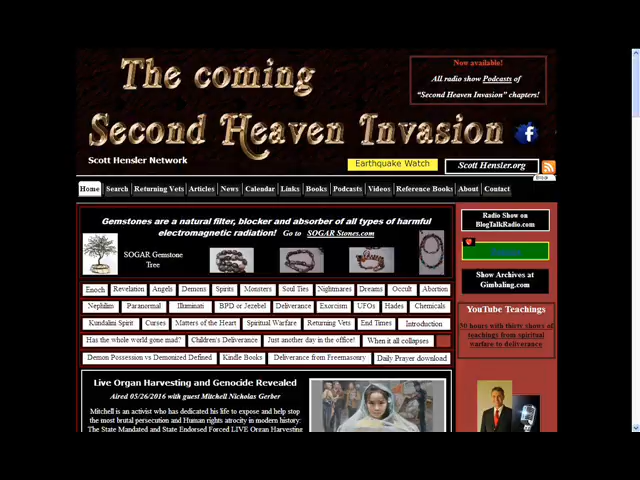 The coming
Second Heaven Invasion
Now available!
All radio show Podcasts of
"Second Heaven Invasion" chapters!
f
Scott Hensler Network
Earthquake Watch
Scott Hensler.org
Home Search Returning Vets Articles News Calendar Links Books Podcasts Videos Reference Books About Contact
Gemstones are a natural filter, blocker and absorber of all types of harmful
electromagnetic radiation! Go to SOGAR Stones.com
SOGAR Gemstone
Tree
Enoch Revelation Angels Demons Spirits Monsters Soul Ties Nightmares Dreams Occult Abortion
Nephilim Paranormal Illuminati BPD or Jezebel Deliverance Exorcism UFOs Hades Chemicals
Kundalini Spirit Curses Matters of the Heart Spiritual Warfare Returning Vets End Times Introduction
Has the whole world gone mad? Children's Deliverance Just another day in the office! When it all collapses
Demon Possession vs Demonized Defined Kindle Books Deliverance from Freemasonry Daily Prayer download
Radio Show on
BlogTalkRadio.com
Show Archives at
Gimbaling.com
YouTube Teachings
30 hours with thirty shows of
teachings from spiritual
warfare to deliverance
Live Organ Harvesting and Genocide Revealed
Aired 05/26/2016 with guest Mitchell Nicholas Gerber
Mitchell is an activist who has dedicated his life to expose and help stop
the most brutal persecution and Human rights atrocity in modern history:
The State Mandated and State Endorsed Forced LIVE Organ Harvesting